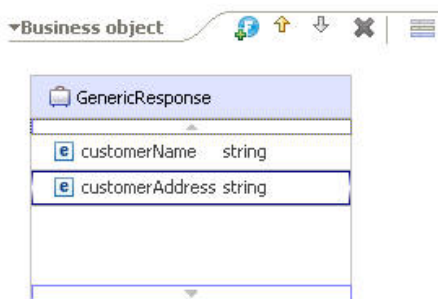 Business object
GenericResponse
e customerName string
e customerAddress string